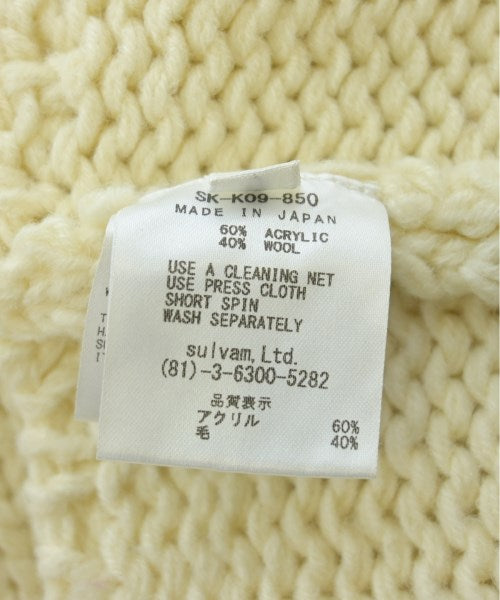 SK-K09-850
MADE IN JAPAN
60% ACRYLIC
40% WOOL
USE A CLEANING NET
USE PRESS CLOTH
SHORT SPIN
WASH SEPARATELY
sulvam,Ltd.
(81)-3-6300-5282
品質表示
アクリル 60%
毛 40%